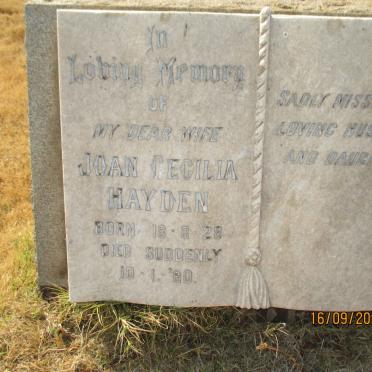 In
Loving Memory
OF
MY DEAR WIFE
JOAN CECILIA
HAYDEN
BORN 18-8-28
DIED SUDDENLY
10-1-'80.
SADLY MISS
LOVING HUS
AND DAUG
16/09/20